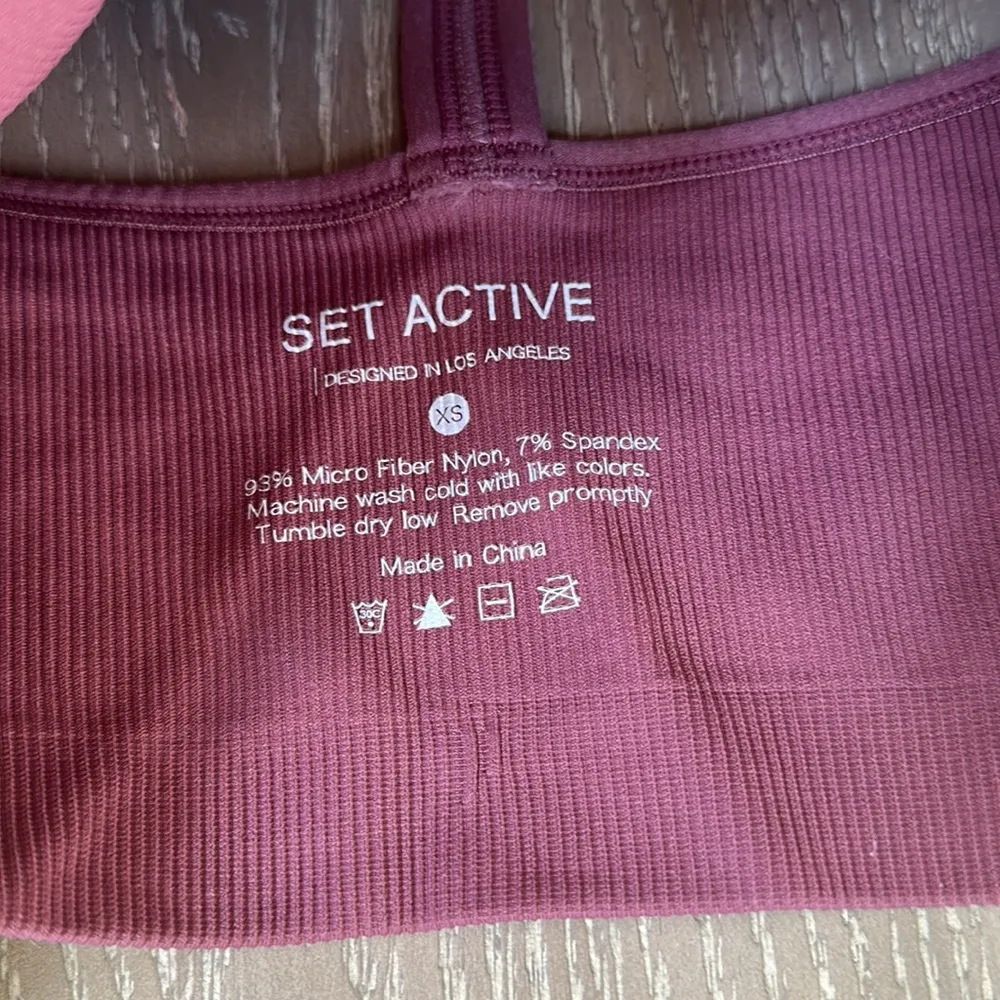 SET ACTIVE
DESIGNED IN LOS ANGELES
XS
93% Micro Fiber Nylon, 7% Spandex
Machine wash cold with like colors.
Tumble dry low Remove promptly
Made in China
30C